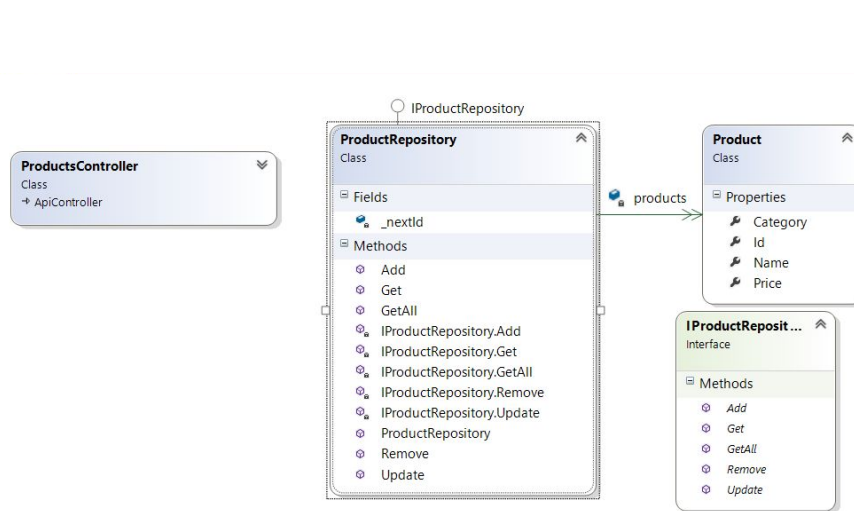 IProductRepository
ProductsController
Class
ApiController
ProductRepository
Class
Fields
_nextId
Methods
Add
Get
GetAll
IProductRepository.Add
IProductRepository.Get
IProductRepository.GetAll
IProductRepository.Remove
IProductRepository.Update
ProductRepository
Remove
Update
products
Product
Class
Properties
Category
Id
Name
Price
IProductReposit...
Interface
Methods
Add
Get
GetAll
Remove
Update